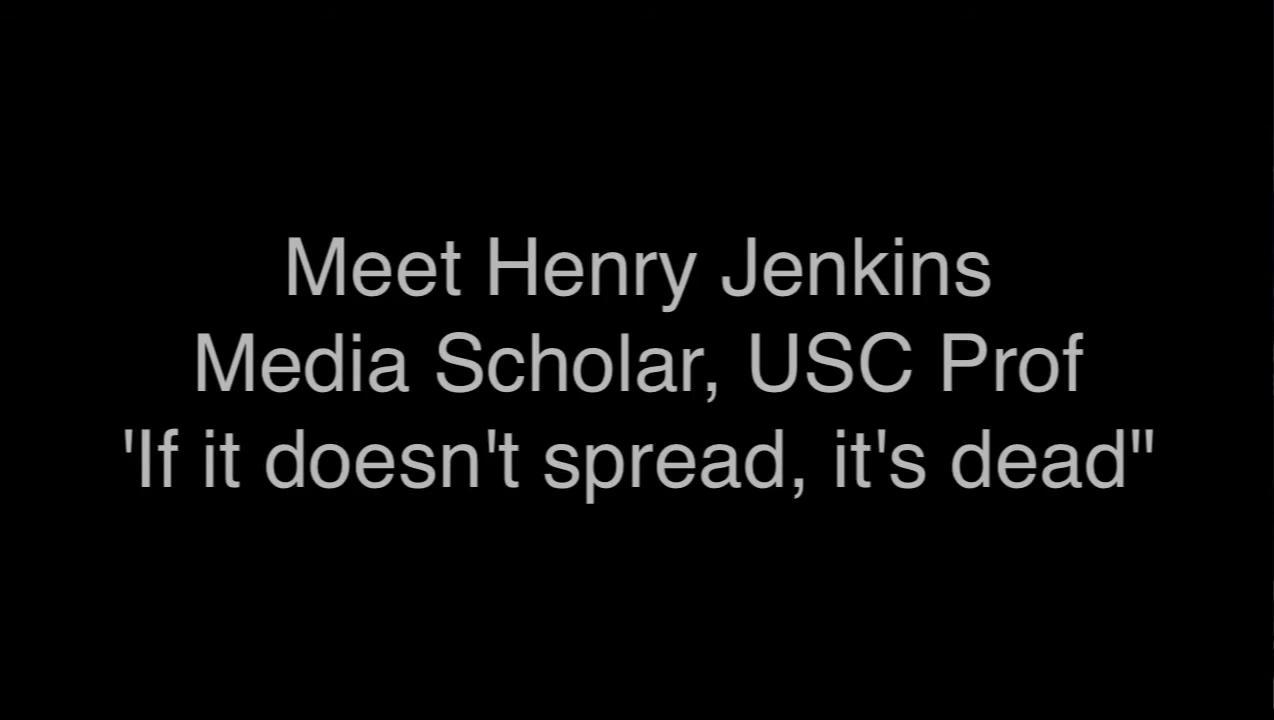 Meet Henry Jenkins
Media Scholar, USC Prof
'If it doesn't spread, it's dead"